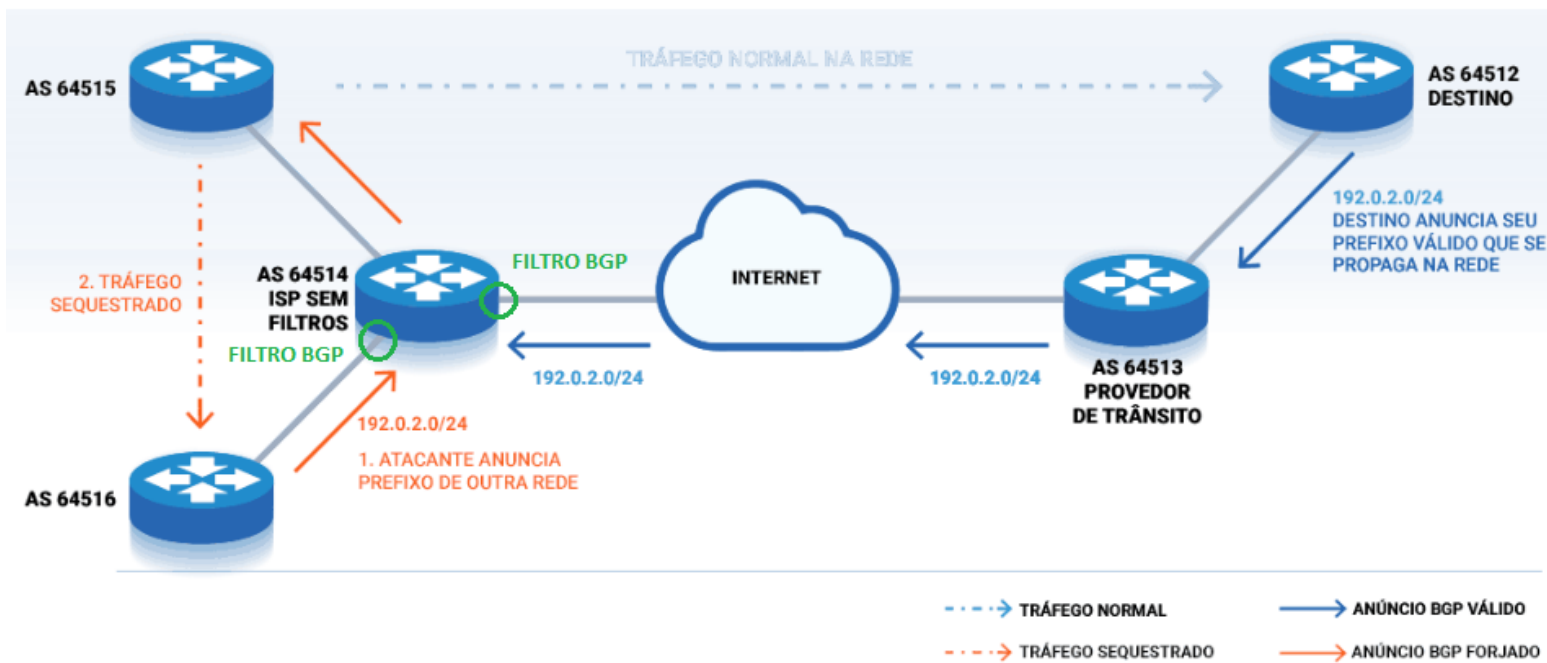 TRÁFEGO NORMAL NA REDE
AS 64515
AS 64512
DESTINO
192.0.2.0/24
DESTINO ANUNCIA SEU
PREFIXO VÁLIDO QUE SE
PROPAGA NA REDE
2. TRÁFEGO
SEQUESTRADO
AS 64514
ISP SEM
FILTROS
FILTRO BGP
FILTRO BGP
INTERNET
192.0.2.0/24
192.0.2.0/24
AS 64513
PROVEDOR
DE TRÂNSITO
192.0.2.0/24
1. ATACANTE ANUNCIA
PREFIXO DE OUTRA REDE
AS 64516
TRÁFEGO NORMAL
ANÚNCIO BGP VÁLIDO
TRÁFEGO SEQUESTRADO
ANÚNCIO BGP FORJADO